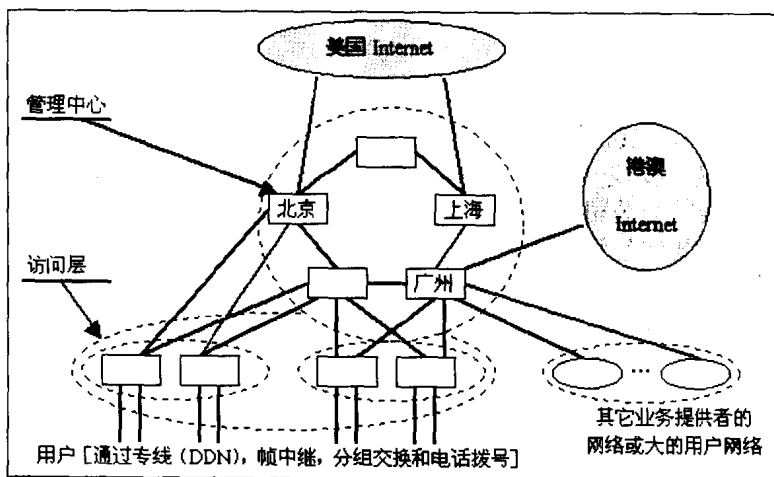 美国 Internet
管理中心
港澳
Internet
北京
上海
访问层
广州
···
其它业务提供者的
网络或大的用户网络
用户 [通过专线 (DDN), 帧中继, 分组交换和电话拨号]